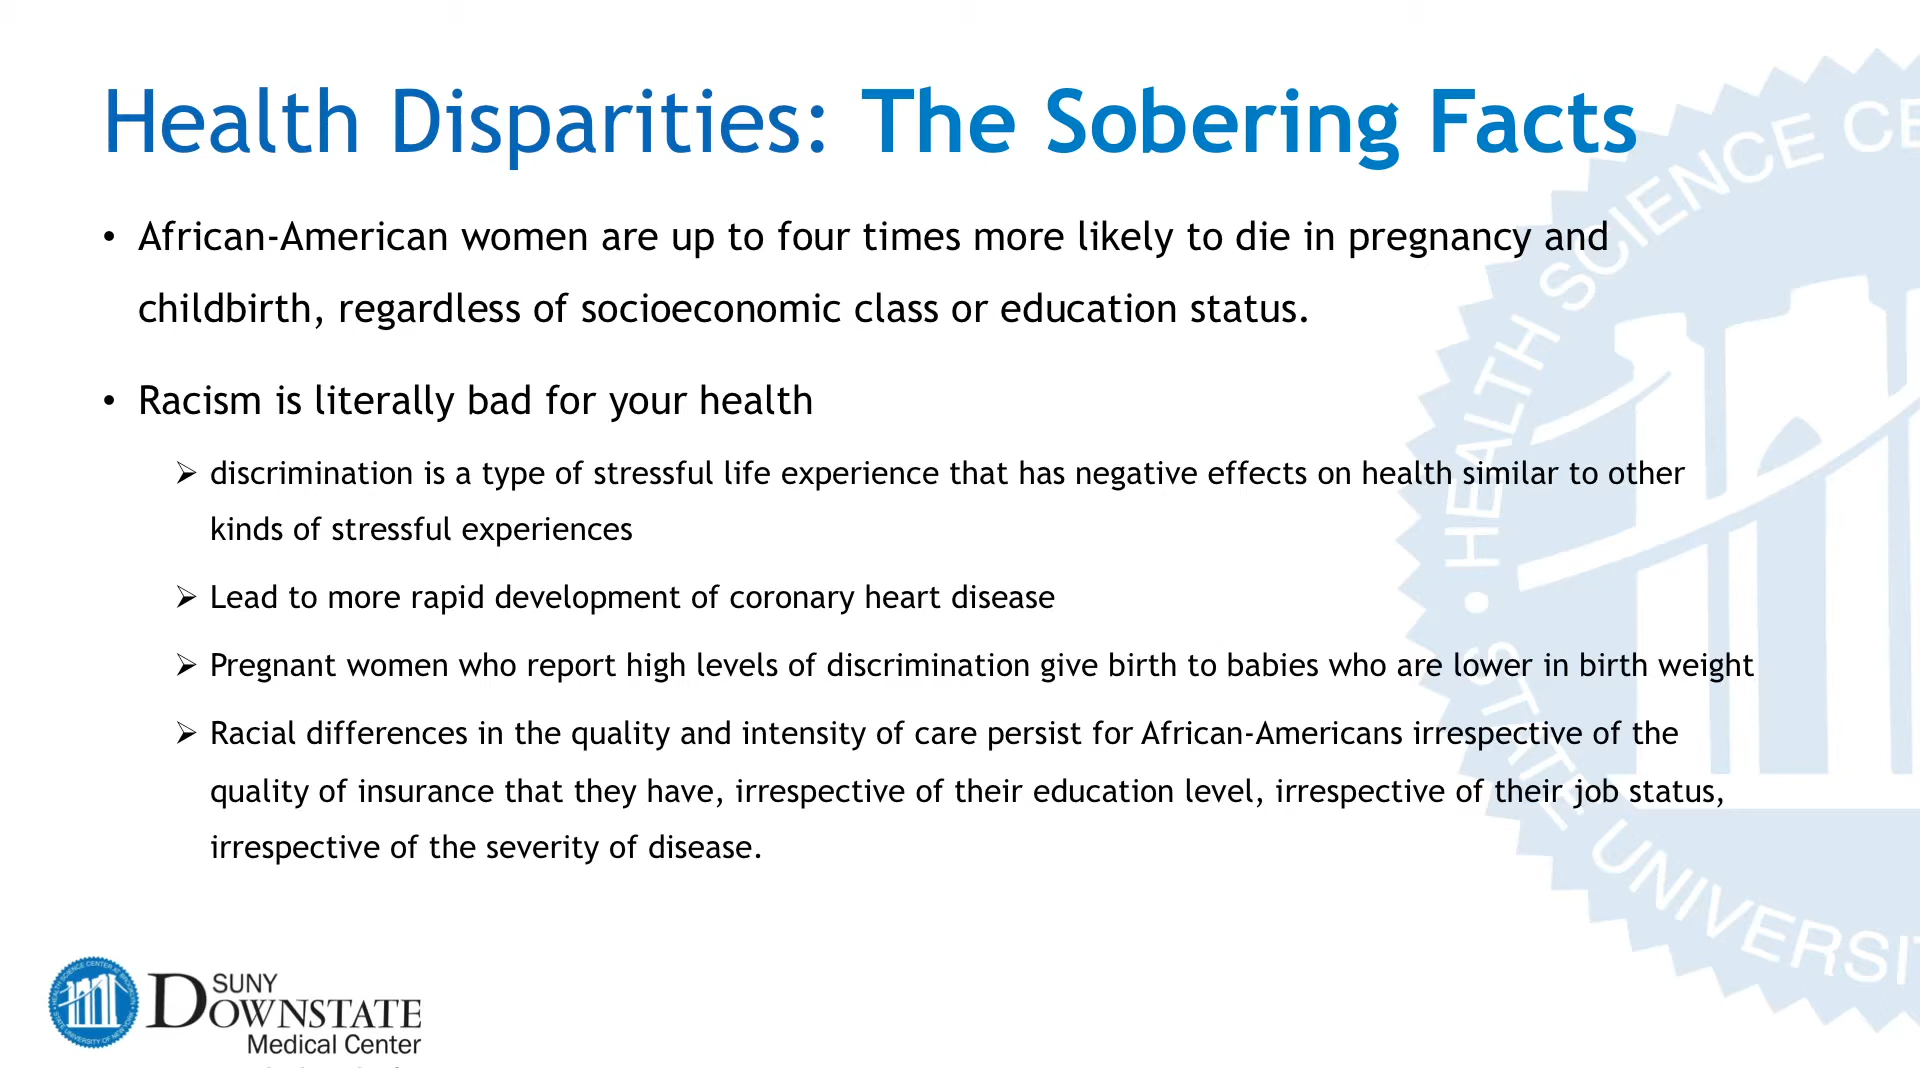 Health Disparities: The Sobering Facts
• African-American women are up to four times more likely to die in pregnancy and
childbirth, regardless of socioeconomic class or education status.
• Racism is literally bad for your health
➢ discrimination is a type of stressful life experience that has negative effects on health similar to other
kinds of stressful experiences
➢ Lead to more rapid development of coronary heart disease
➢ Pregnant women who report high levels of discrimination give birth to babies who are lower in birth weight
➢ Racial differences in the quality and intensity of care persist for African-Americans irrespective of the
quality of insurance that they have, irrespective of their education level, irrespective of their job status,
irrespective of the severity of disease.
HEALTH SCIENCE CE
STATE UNIVERSI
SUNY
DOWNSTATE
Medical Center